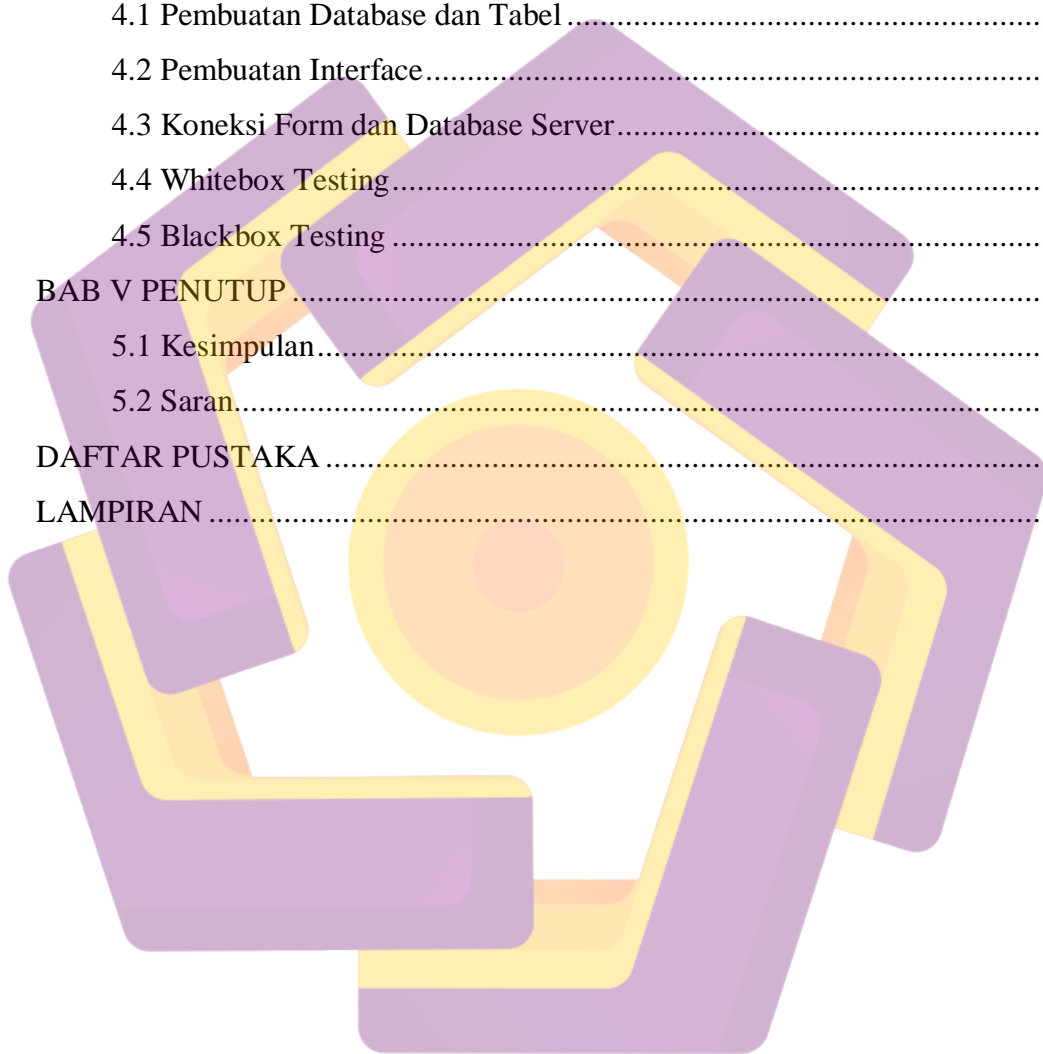 4.1 Pembuatan Database dan Tabel ..........................................................
4.2 Pembuatan Interface............................................................................
4.3 Koneksi Form dan Database Server....................................................
4.4 Whitebox Testing................................................................................
4.5 Blackbox Testing ................................................................................
BAB V PENUTUP ..........................................................................................
5.1 Kesimpulan.........................................................................................
5.2 Saran...................................................................................................
DAFTAR PUSTAKA ......................................................................................
LAMPIRAN ....................................................................................................